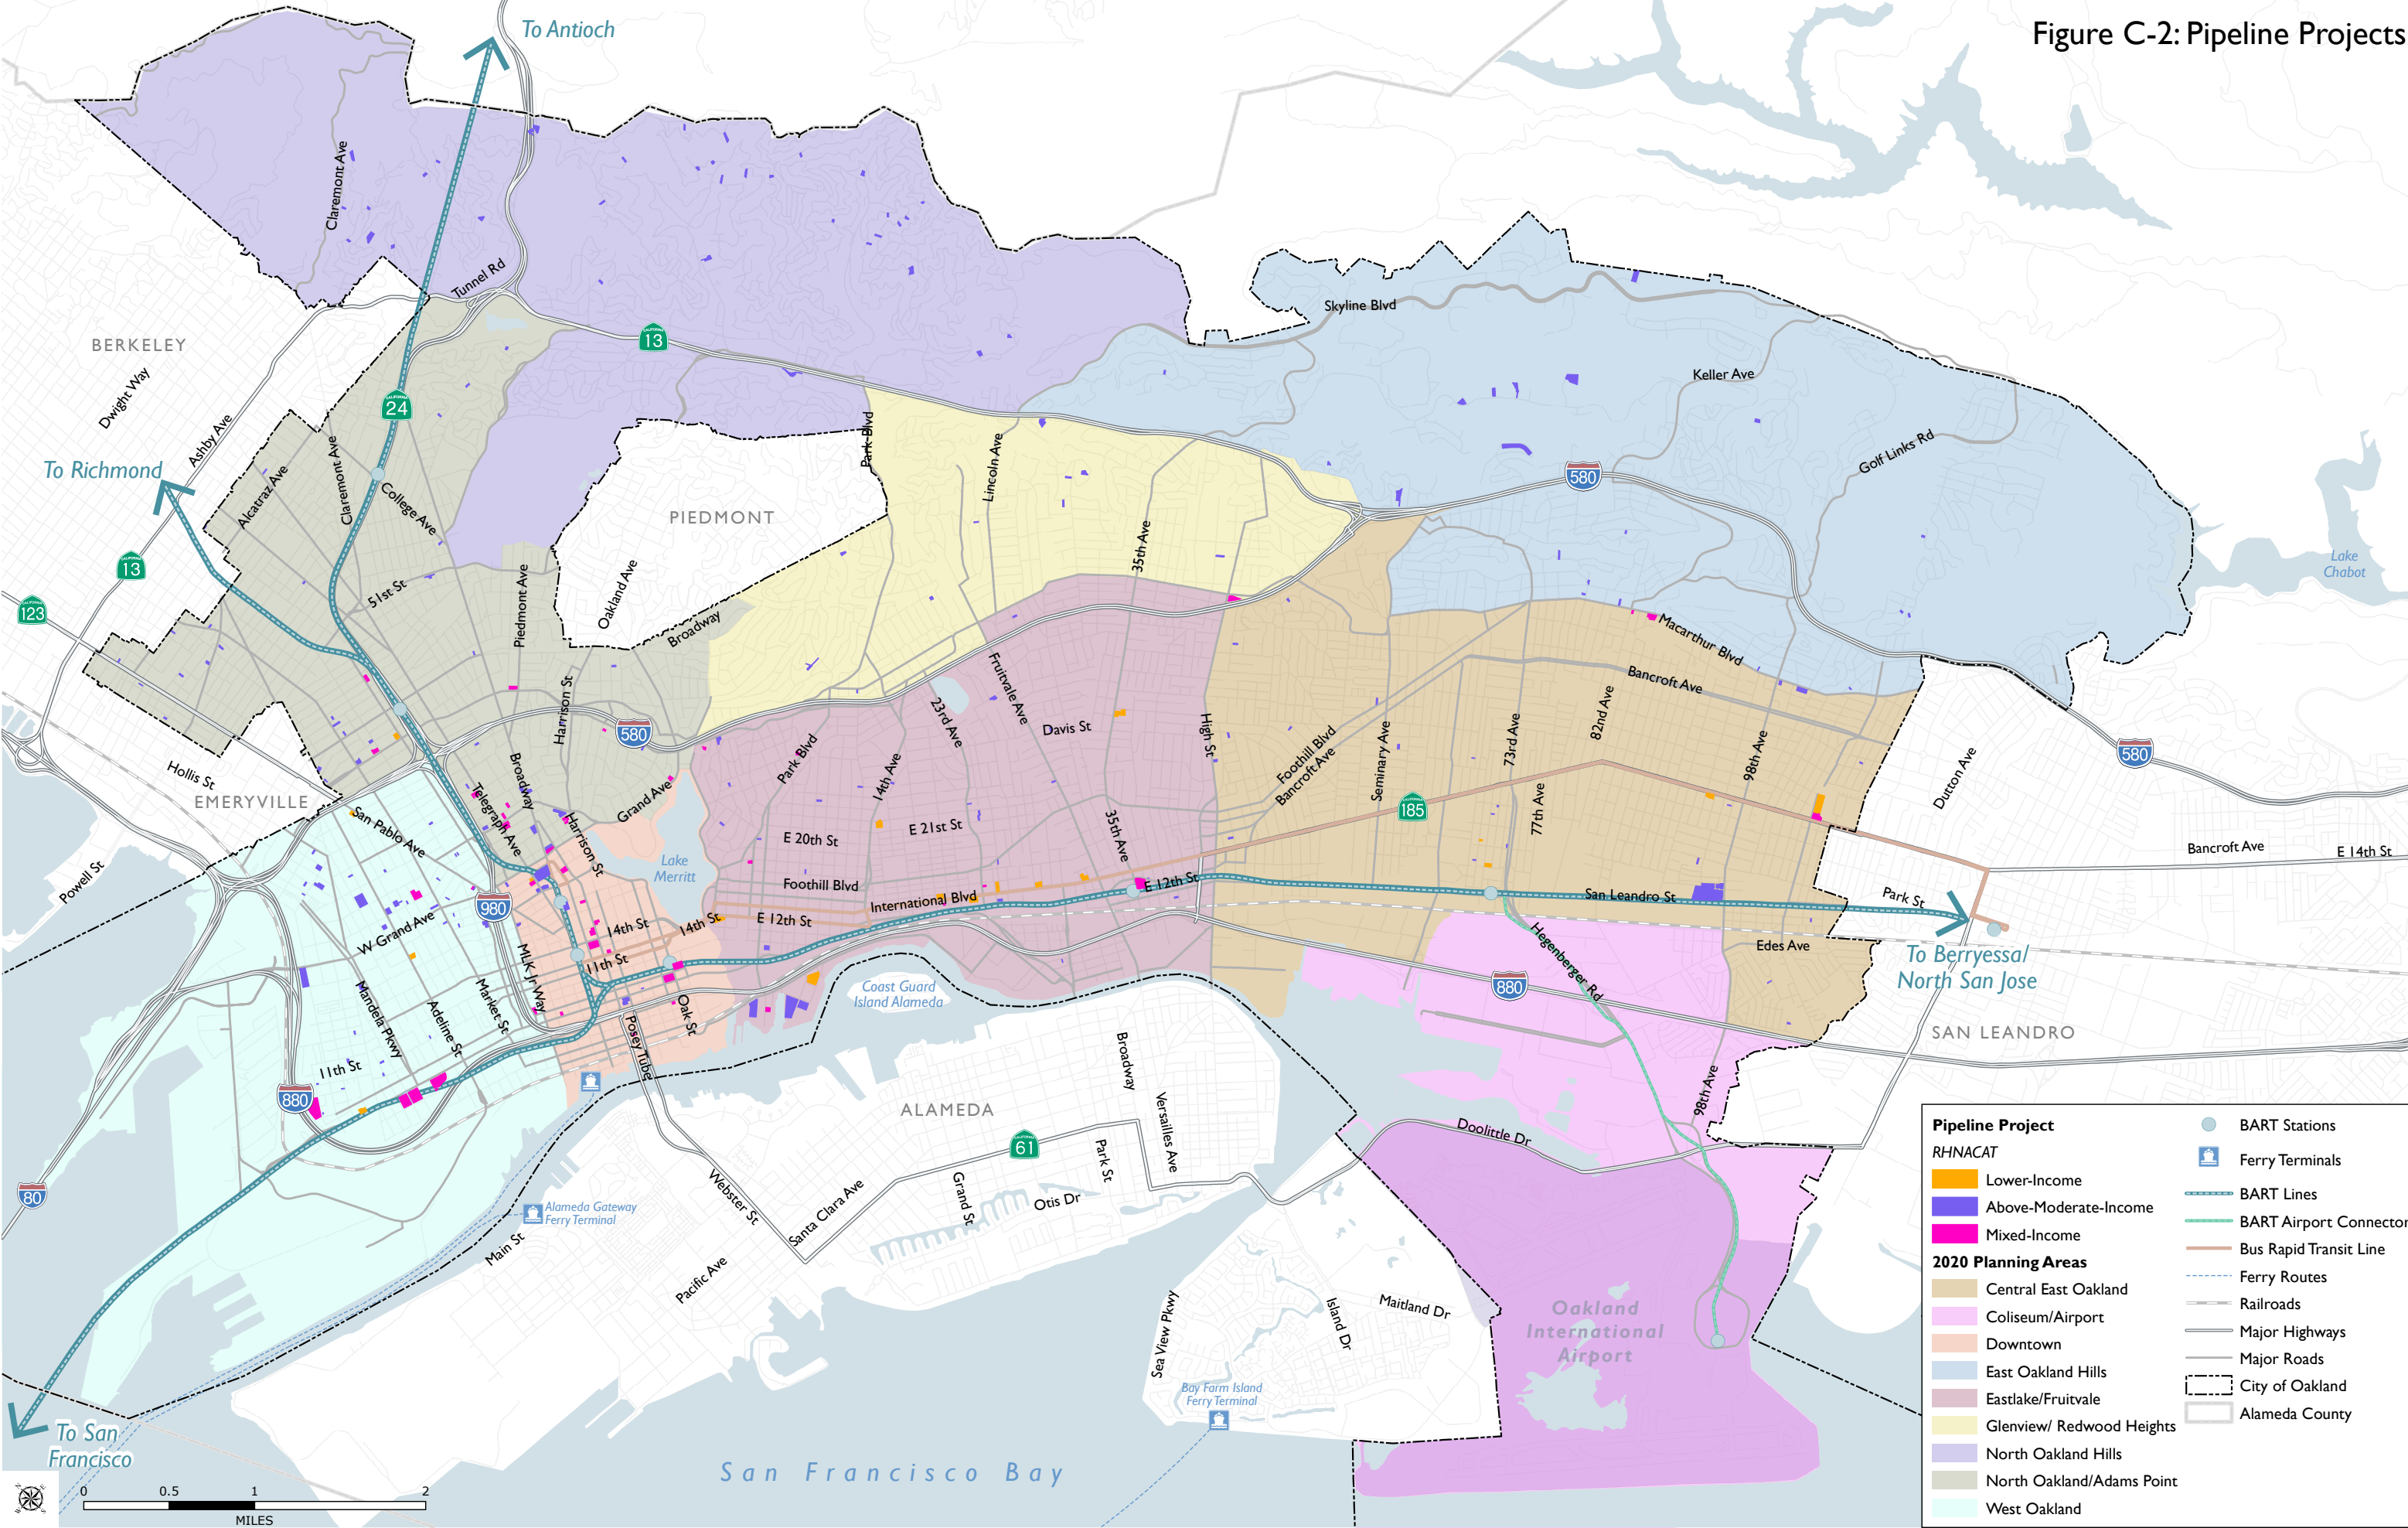 Figure C-2: Pipeline Projects
To Antioch
Claremont Ave
Tunnel Rd
BERKELEY
Dwight Way
Ashby Ave
13
24
Skyline Blvd
Keller Ave
Golf Links Rd
580
To Richmond
Alcatraz Ave
Claremont Ave
College Ave
PIEDMONT
Park Blvd
Lincoln Ave
35th Ave
Lake
Chabot
13
123
51st St
Piedmont Ave
Oakland Ave
Broadway
Harrison St
580
Macarthur Blvd
Bancroft Ave
Fruitvale Ave
23rd Ave
Davis St
High St
Foothill Blvd
Bancroft Ave
Seminary Ave
73rd Ave
82nd Ave
98th Ave
580
Dutton Ave
Hollis St
EMERYVILLE
San Pablo Ave
Telegraph Ave
Broadway
Harrison St
Grand Ave
Park Blvd
14th Ave
E 21st St
E 20th St
35th Ave
185
77th Ave
Powell St
Lake
Merritt
Foothill Blvd
International Blvd
E 12th St
E 12th St
San Leandro St
Bancroft Ave
E 14th St
Park St
980
W Grand Ave
14th St
14th St
11th St
MLK Jr Way
Market St
Adeline St
Mandela Pkwy
11th St
Oak St
Posey Tube
Coast Guard
Island Alameda
Hegenberger Rd
880
Edes Ave
To Berryessa/
North San Jose
SAN LEANDRO
880
80
ALAMEDA
Broadway
Versailles Ave
Park St
61
Grand St
Otis Dr
Santa Clara Ave
Webster St
Pacific Ave
Main St
Alameda Gateway
Ferry Terminal
Doolittle Dr
98th Ave
Sea View Pkwy
Island Dr
Maitland Dr
Bay Farm Island
Ferry Terminal
Oakland
International
Airport
To San
Francisco
San Francisco Bay
0 0.5 1 2
MILES
Pipeline Project
RHNACAT
Lower-Income
Above-Moderate-Income
Mixed-Income
2020 Planning Areas
Central East Oakland
Coliseum/Airport
Downtown
East Oakland Hills
Eastlake/Fruitvale
Glenview/ Redwood Heights
North Oakland Hills
North Oakland/Adams Point
West Oakland
BART Stations
Ferry Terminals
BART Lines
BART Airport Connector
Bus Rapid Transit Line
Ferry Routes
Railroads
Major Highways
Major Roads
City of Oakland
Alameda County